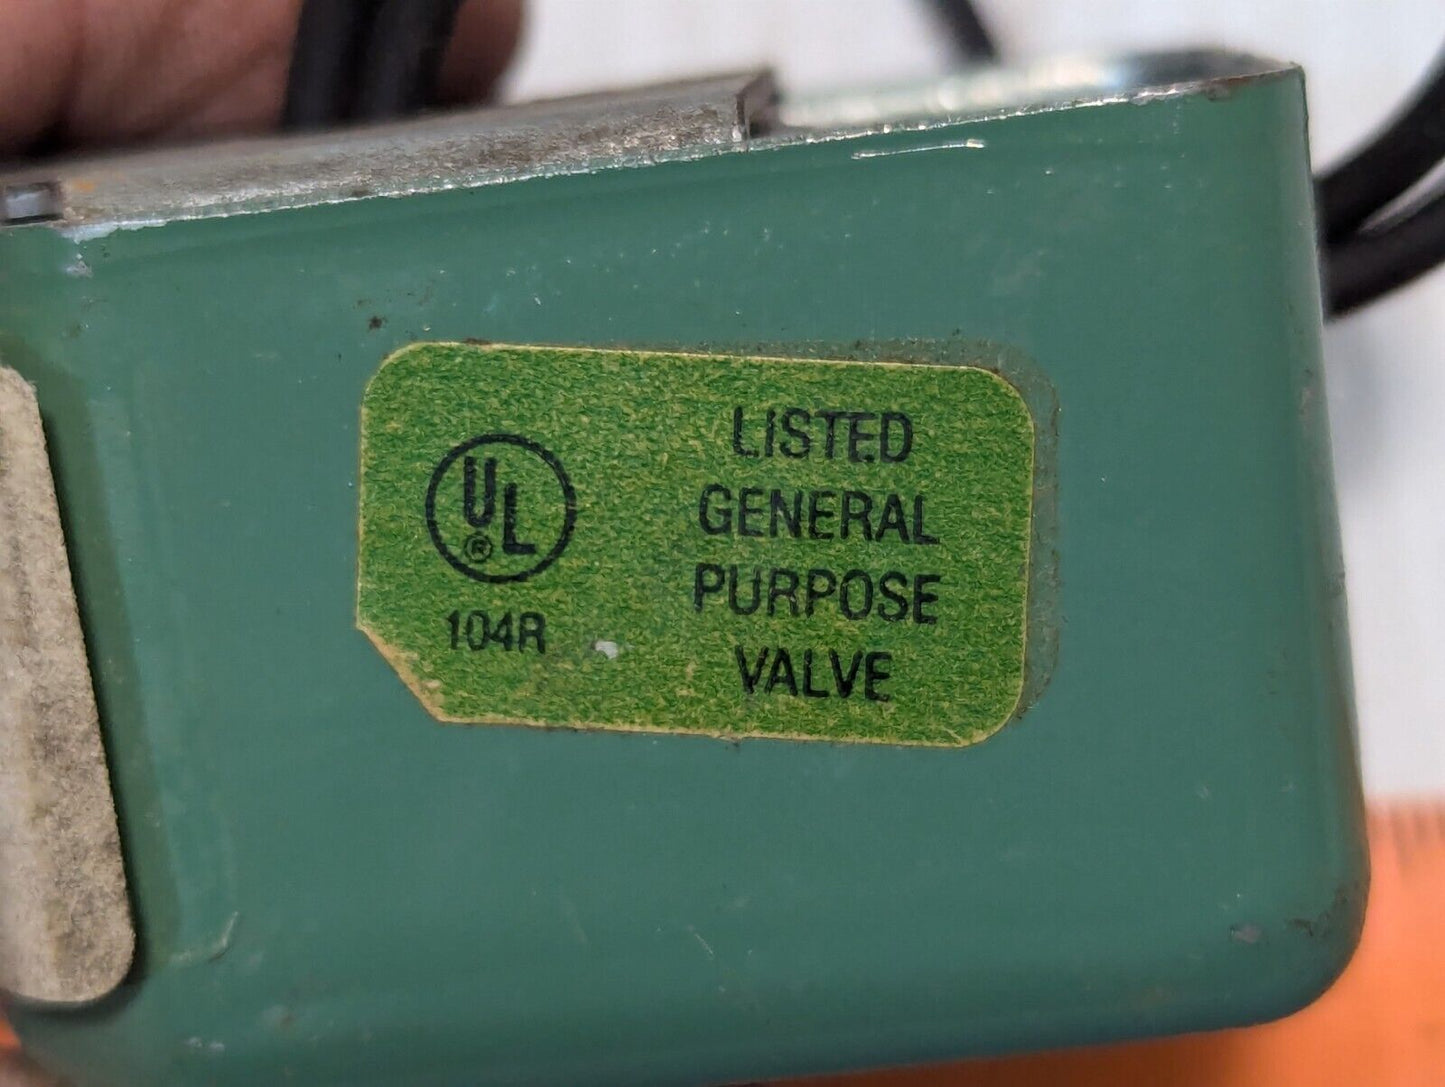 UL
®
104R
LISTED
GENERAL
PURPOSE
VALVE